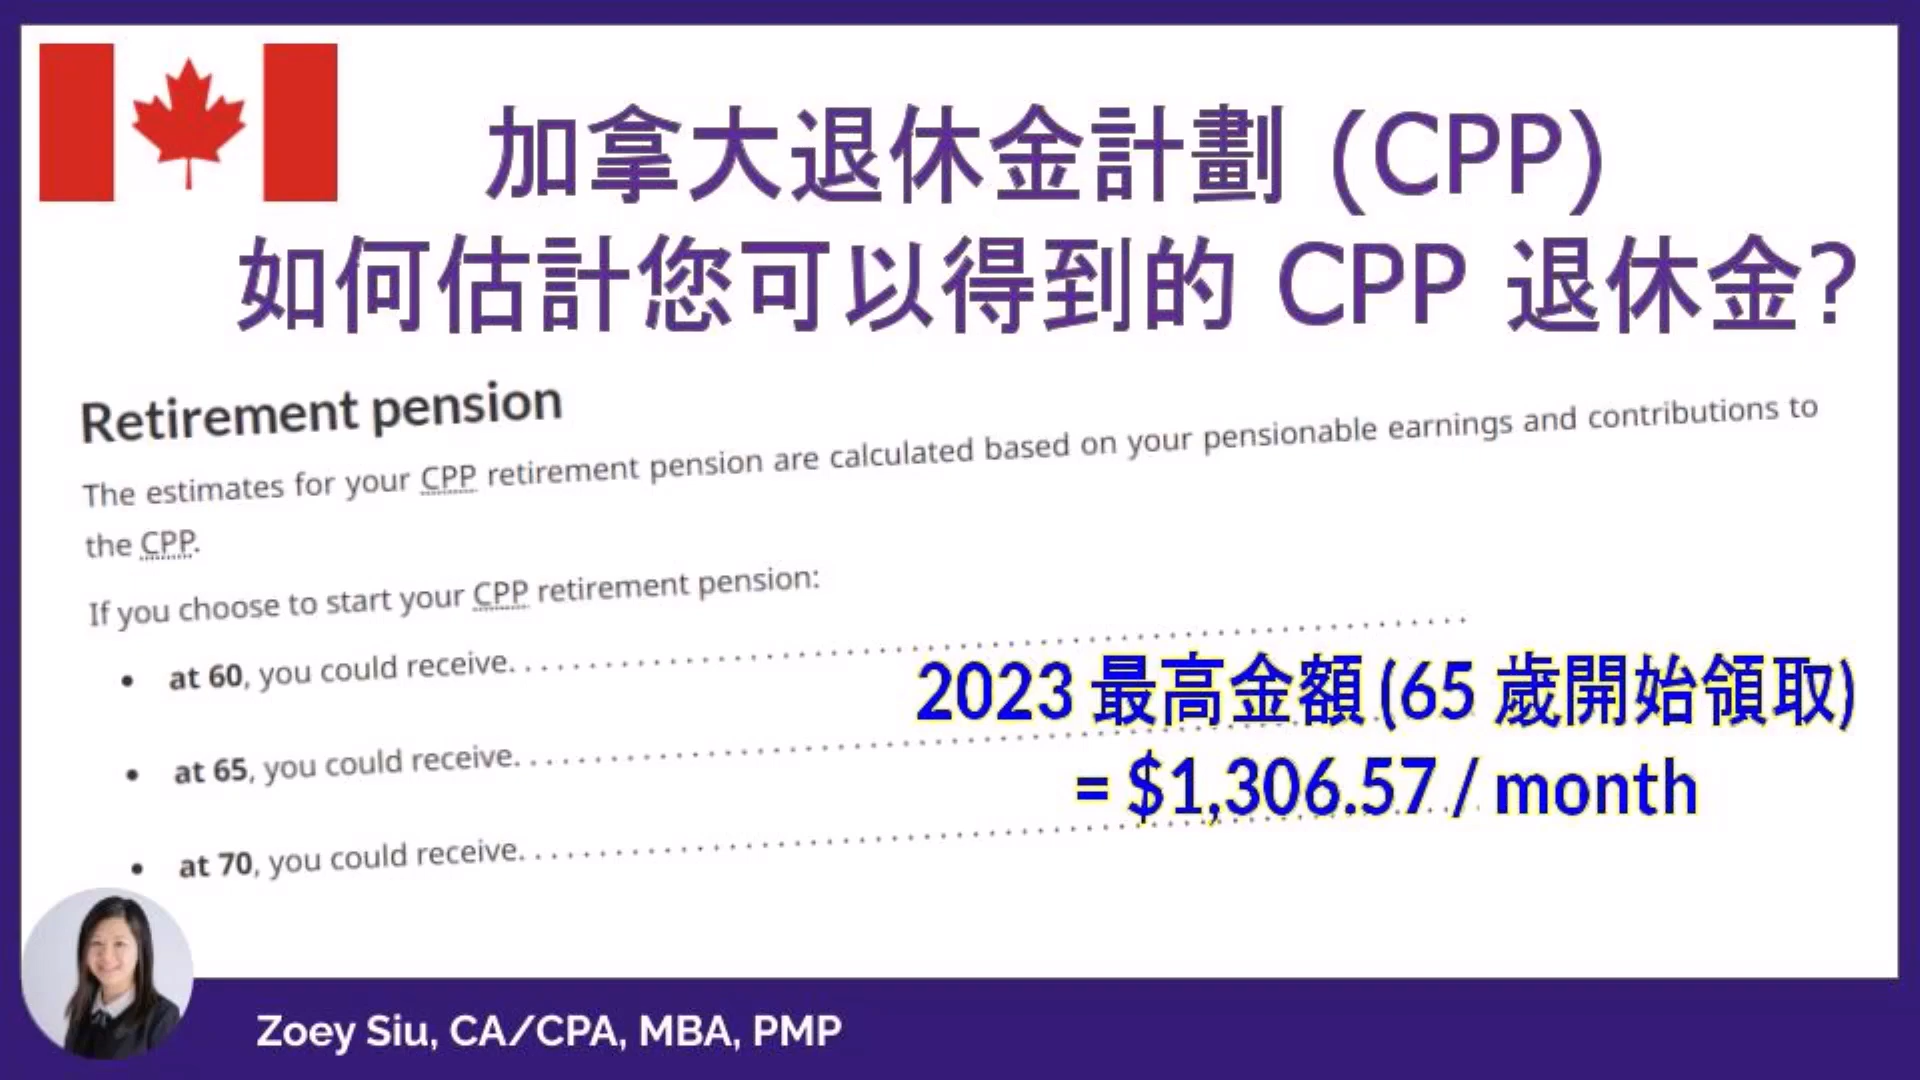 加拿大退休金計劃 (CPP)
如何估計您可以得到的 CPP 退休金?
Retirement pension
The estimates for your CPP retirement pension are calculated based on your pensionable earnings and contributions to
the CPP.
If you choose to start your CPP retirement pension:
• at 60, you could receive
2023 最高金額 (65 歲開始領取)
• at 65, you could receive
= $1,306.57 / month
• at 70, you could receive
Zoey Siu, CA/CPA, MBA, PMP